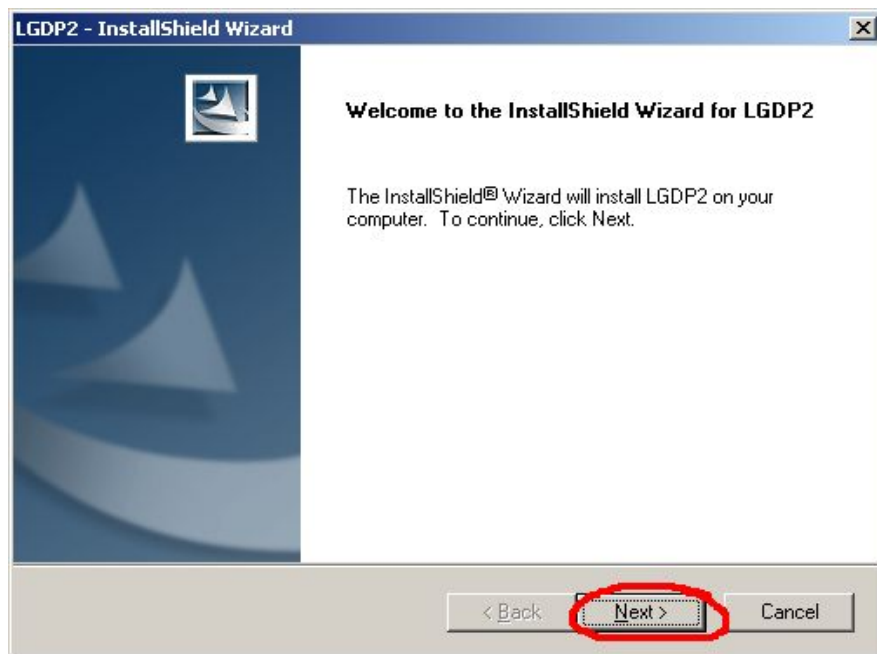 LGDP2 - InstallShield Wizard
Welcome to the InstallShield Wizard for LGDP2
The InstallShield® Wizard will install LGDP2 on your
computer. To continue, click Next.
< Back
Next >
Cancel